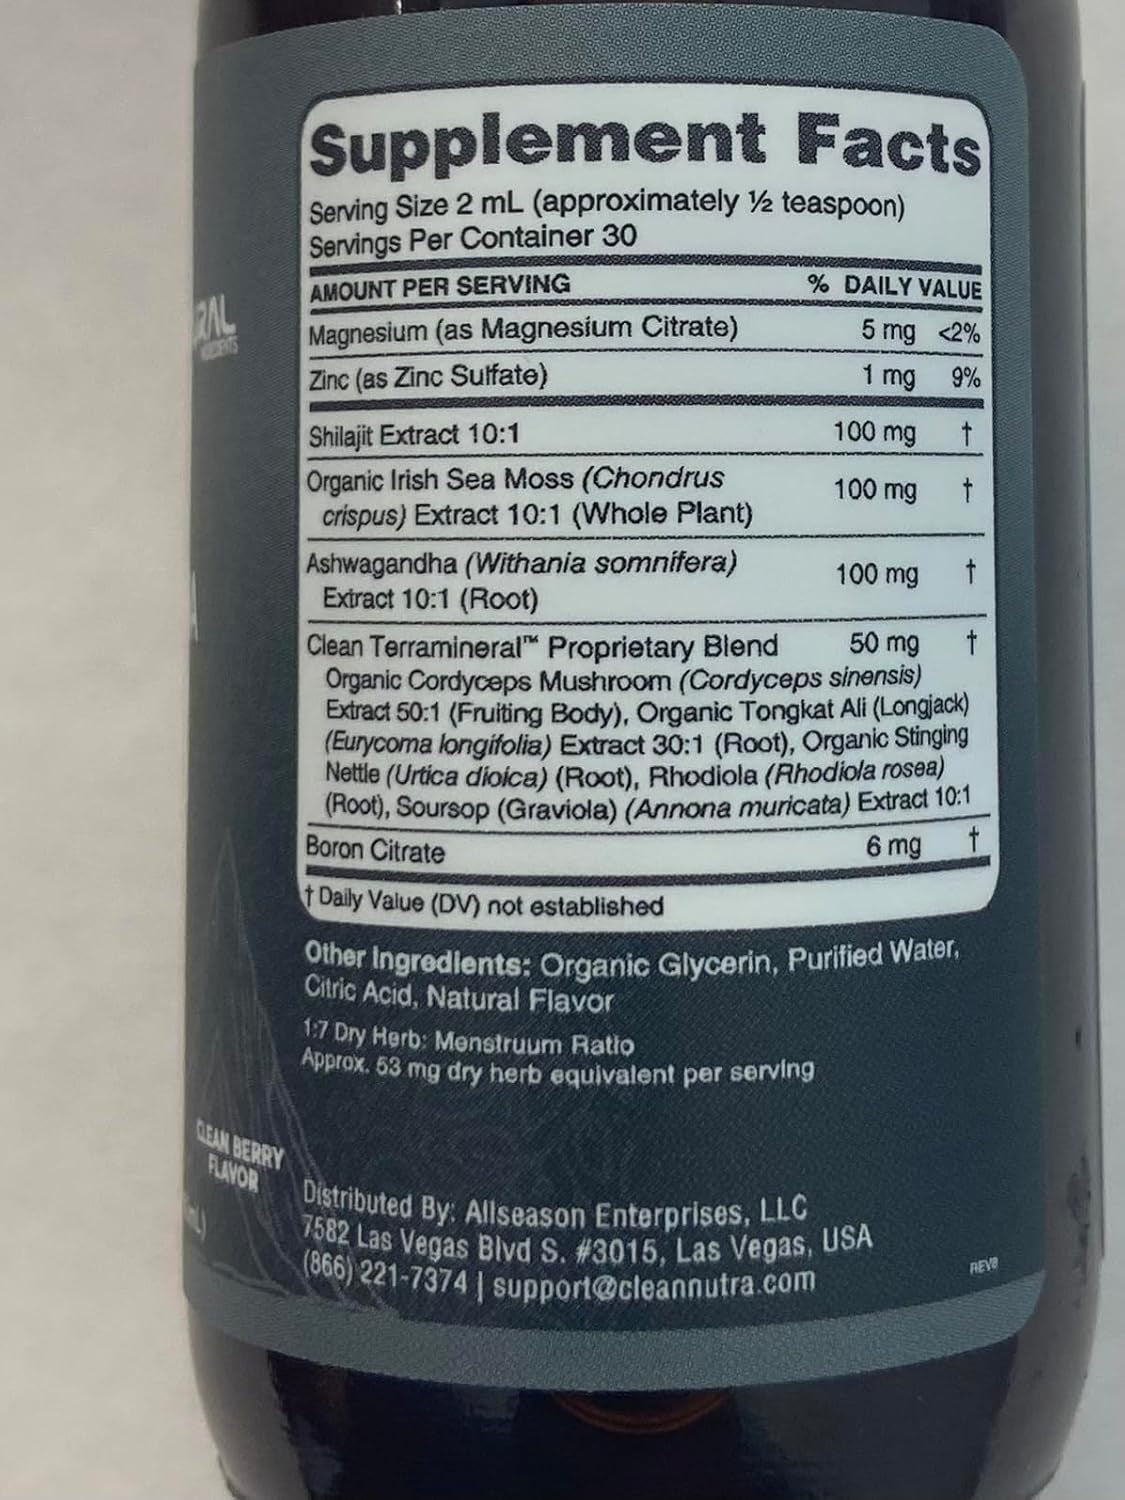 Supplement Facts
Serving Size 2 mL (approximately ½ teaspoon)
Servings Per Container 30
AMOUNT PER SERVING % DAILY VALUE
Magnesium (as Magnesium Citrate) 5 mg <2%
Zinc (as Zinc Sulfate) 1 mg 9%
Shilajit Extract 10:1 100 mg †
Organic Irish Sea Moss (Chondrus
crispus) Extract 10:1 (Whole Plant) 100 mg †
Ashwagandha (Withania somnifera)
Extract 10:1 (Root) 100 mg †
Clean Terramineral™ Proprietary Blend 50 mg †
Organic Cordyceps Mushroom (Cordyceps sinensis)
Extract 50:1 (Fruiting Body), Organic Tongkat Ali (Longjack)
(Eurycoma longifolia) Extract 30:1 (Root), Organic Stinging
Nettle (Urtica dioica) (Root), Rhodiola (Rhodiola rosea)
(Root), Soursop (Graviola) (Annona muricata) Extract 10:1
Boron Citrate 6 mg †
† Daily Value (DV) not established
Other Ingredients: Organic Glycerin, Purified Water,
Citric Acid, Natural Flavor
1:7 Dry Herb: Menstruum Ratio
Approx. 53 mg dry herb equivalent per serving
CLEAN BERRY
FLAVOR
Distributed By: Allseason Enterprises, LLC
7582 Las Vegas Blvd S. #3015, Las Vegas, USA
(866) 221-7374 | support@cleannutra.com